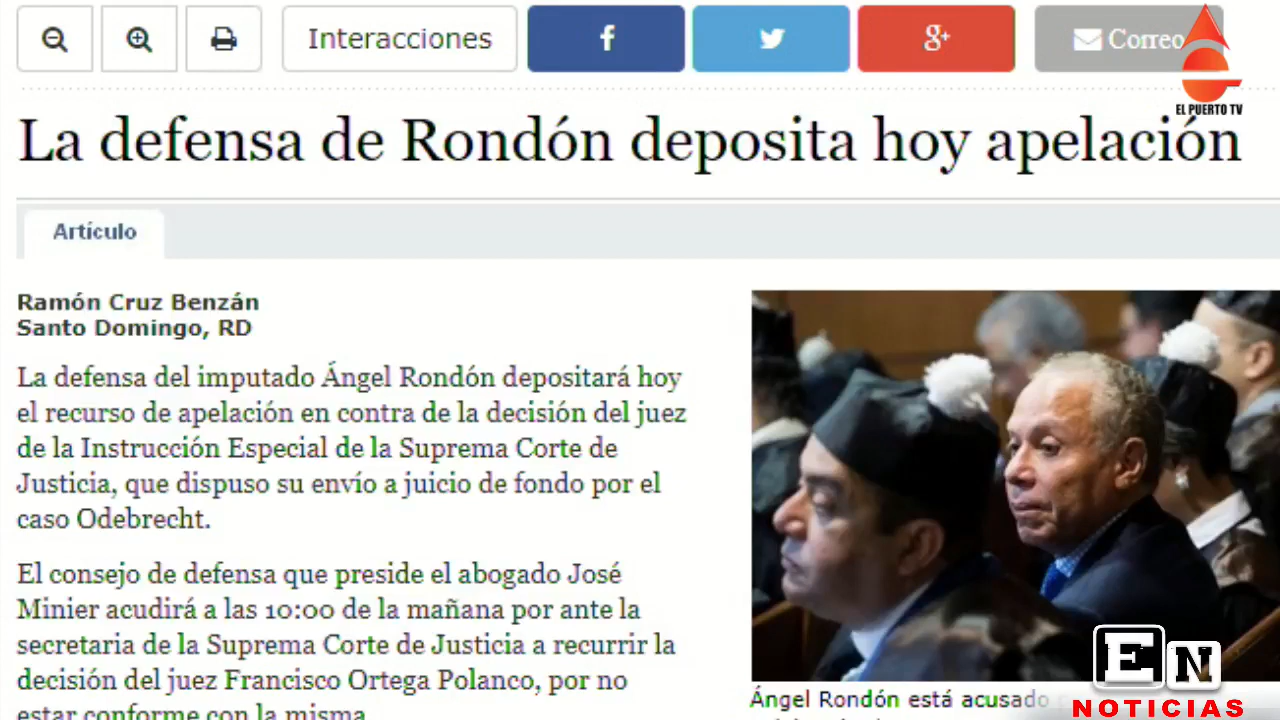 Interacciones
f
g+
Correo
EL PUERTO TV
La defensa de Rondón deposita hoy apelación
Artículo
Ramón Cruz Benzán
Santo Domingo, RD
La defensa del imputado Ángel Rondón depositará hoy
el recurso de apelación en contra de la decisión del juez
de la Instrucción Especial de la Suprema Corte de
Justicia, que dispuso su envío a juicio de fondo por el
caso Odebrecht.
El consejo de defensa que preside el abogado José
Minier acudirá a las 10:00 de la mañana por ante la
secretaria de la Suprema Corte de Justicia a recurrir la
decisión del juez Francisco Ortega Polanco, por no
estar conforme con la misma.
Ángel Rondón está acusado
EN
NOTICIAS